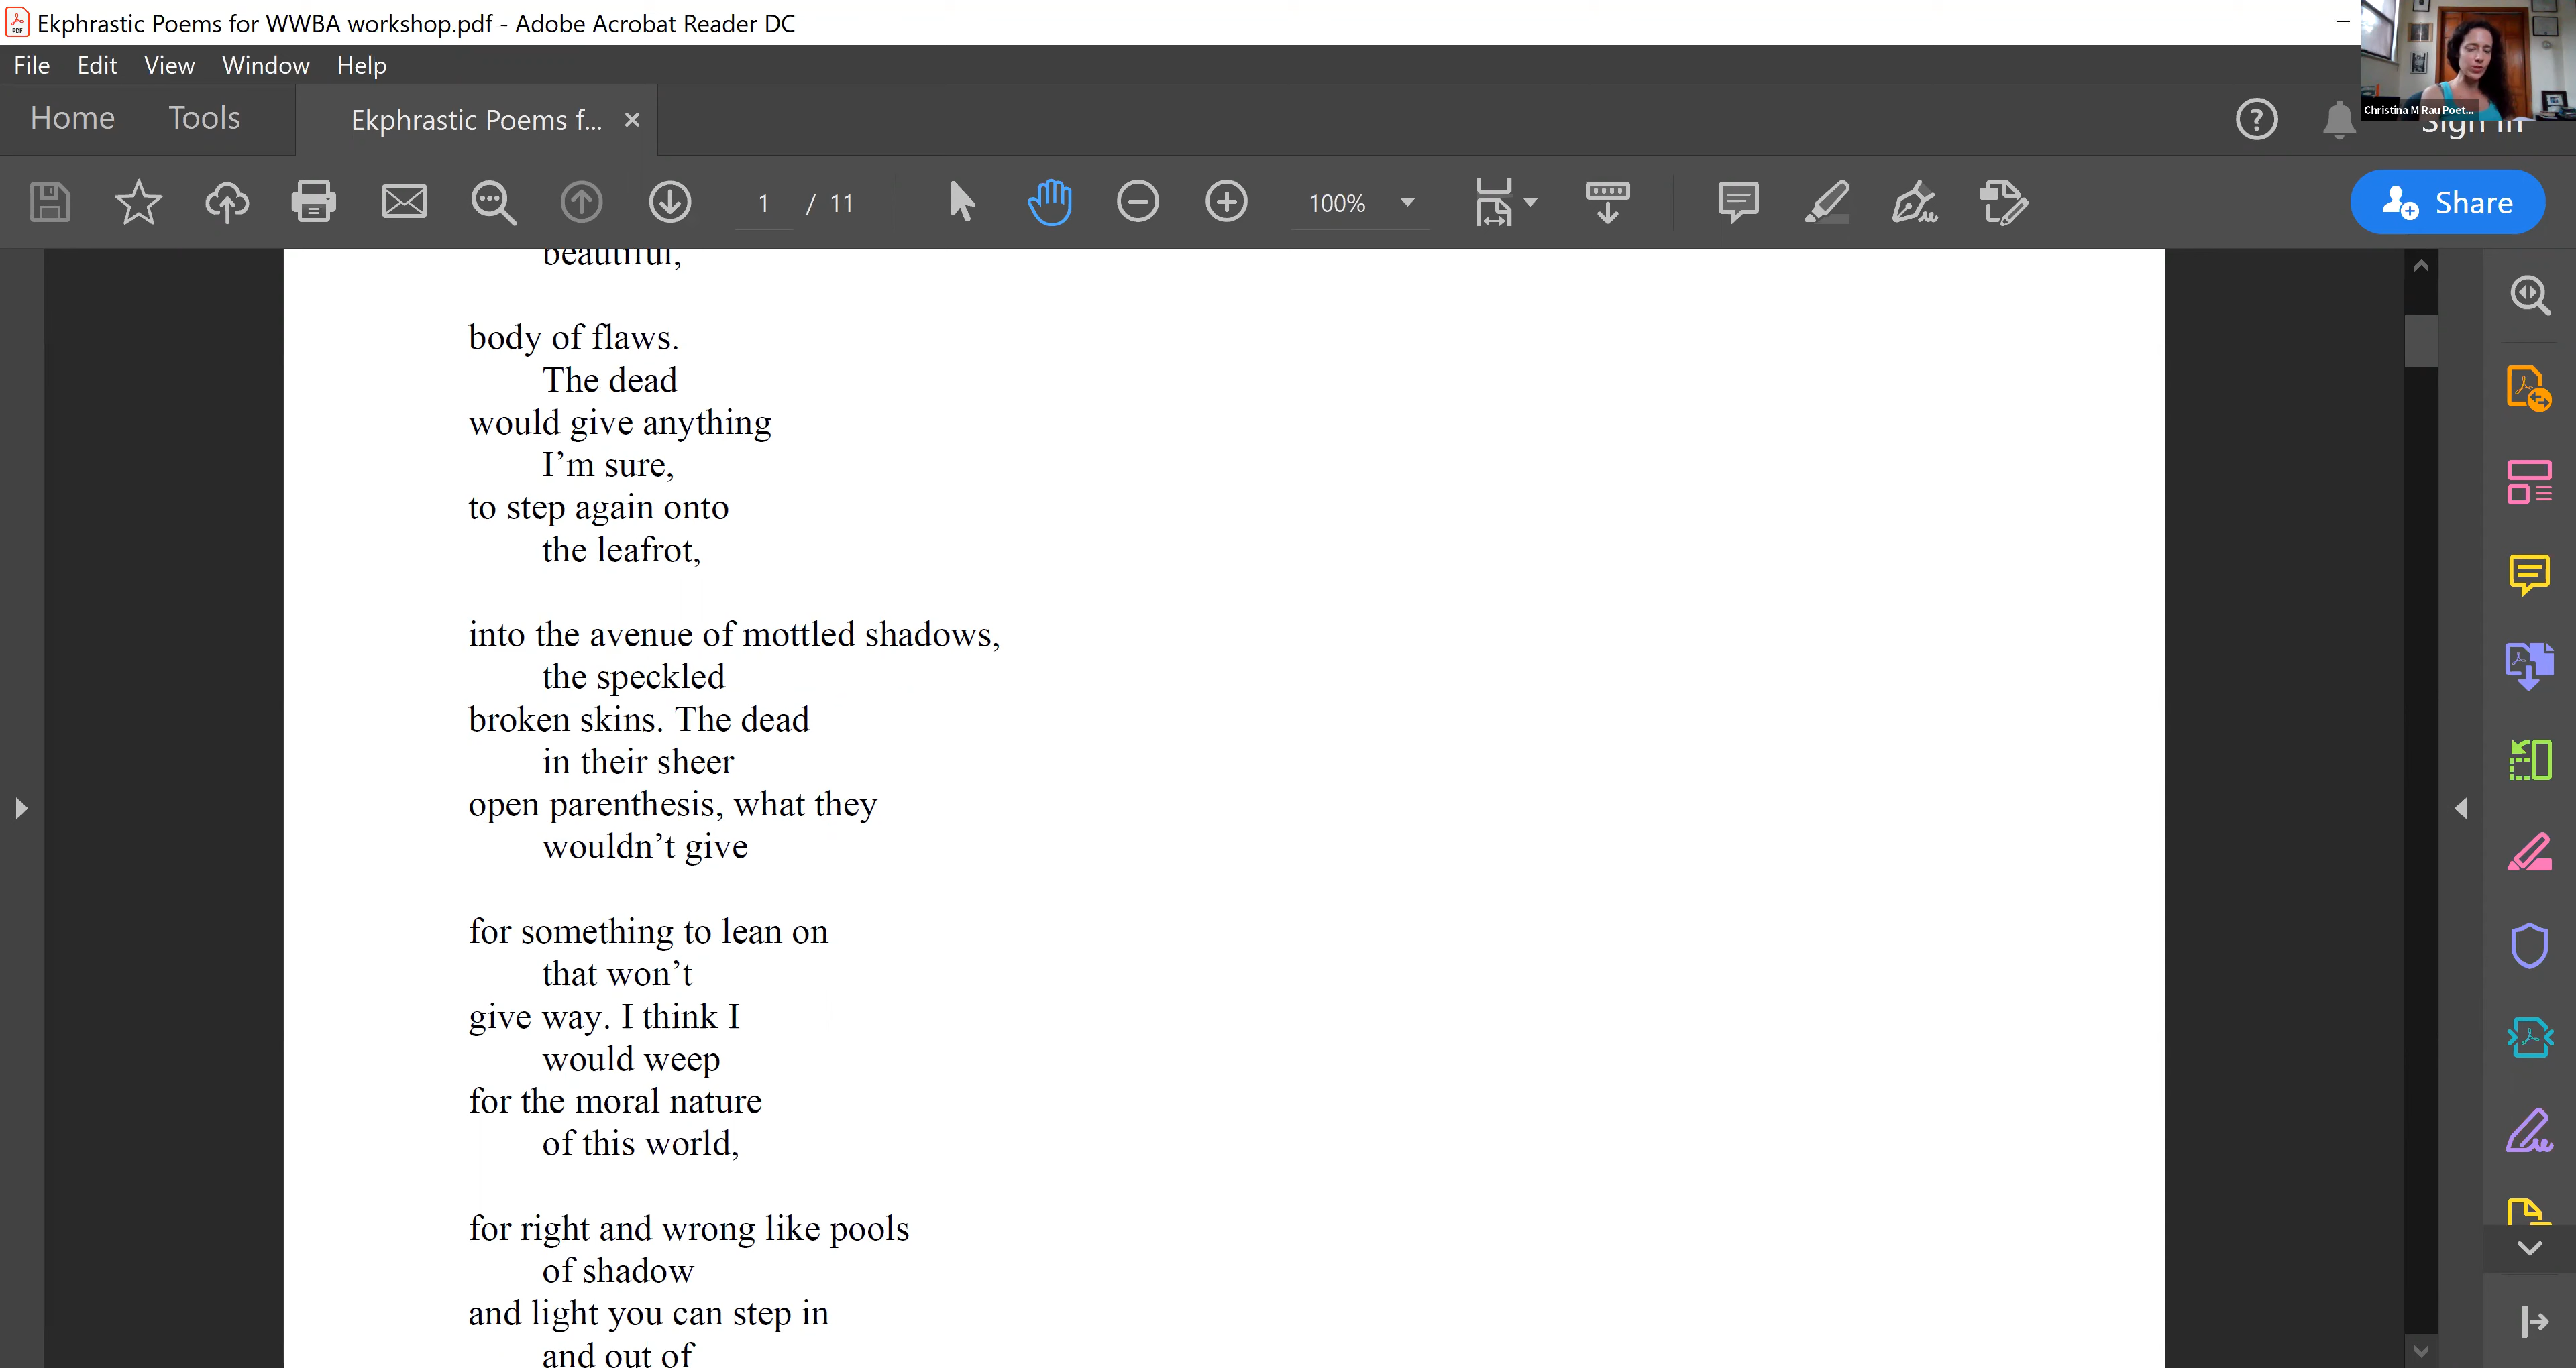 Ekphrastic Poems for WWBA workshop.pdf - Adobe Acrobat Reader DC
File Edit View Window Help
Christina M Rau Poet...
Home Tools Ekphrastic Poems f... Sign In
1 / 11 100% Share
beautiful,
body of flaws.
The dead
would give anything
I'm sure,
to step again onto
the leafrot,
into the avenue of mottled shadows,
the speckled
broken skins. The dead
in their sheer
open parenthesis, what they
wouldn't give
for something to lean on
that won't
give way. I think I
would weep
for the moral nature
of this world,
for right and wrong like pools
of shadow
and light you can step in
and out of